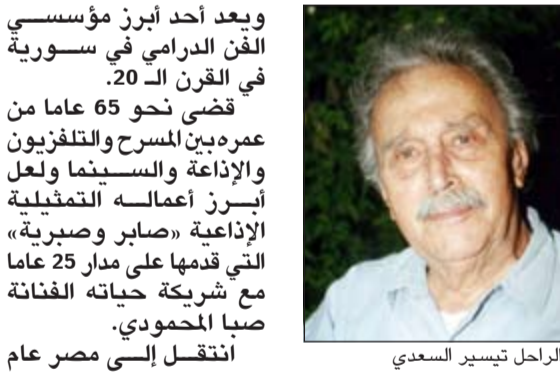 ويعد أحد أبرز مؤسسي
الفن الدرامي في سورية
في القرن الـ 20.
قضى نحو 65 عاما من
عمره بين المسرح والتلفزيون
والإذاعة والسينما ولعل
أبرز أعماله التمثيلية
الإذاعية «صابر وصبرية»
التي قدمها على مدار 25 عاما
مع شريكة حياته الفنانة
صبا المحمودي.
انتقل إلى مصر عام
الراحل تيسير السعدي